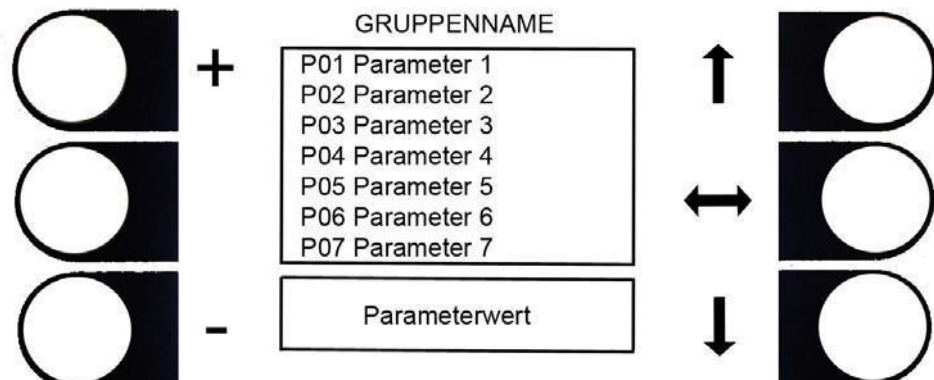 GRUPPENNAME
+
P01 Parameter 1
P02 Parameter 2
P03 Parameter 3
P04 Parameter 4
P05 Parameter 5
P06 Parameter 6
P07 Parameter 7
-
Parameterwert